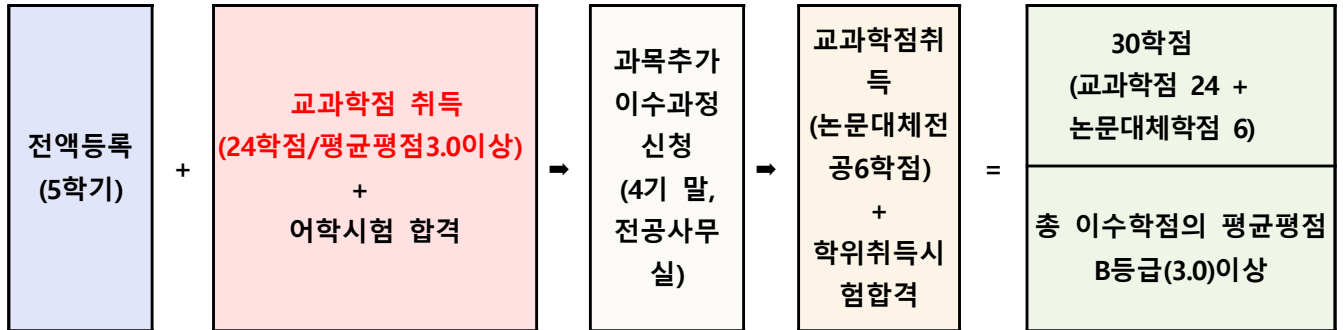 전액등록
(5학기)
+
교과학점 취득
(24학점/평균평점3.0이상)
+
어학시험 합격
➡
과목추가
이수과정
신청
(4기 말,
전공사무
실)
➡
교과학점취
득
(논문대체전
공6학점)
+
학위취득시
험합격
=
30학점
(교과학점 24 +
논문대체학점 6)
총 이수학점의 평균평점
B등급(3.0)이상